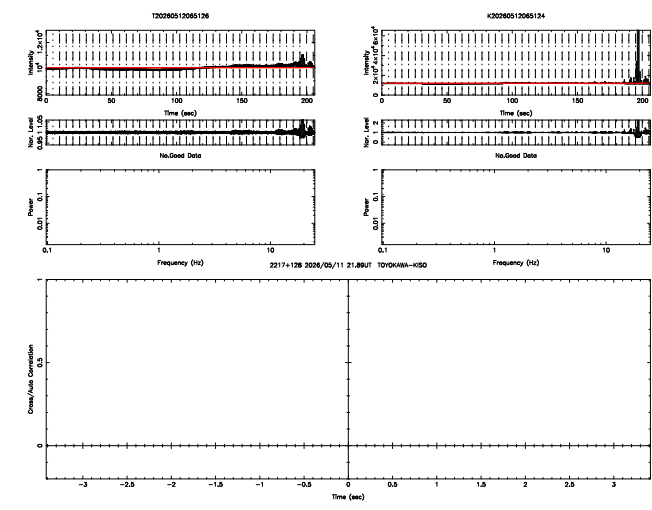 T20260512065126
K20260512065124
Intensity
8000 10⁴ 1.2×10⁴
0 50 100 150 200
Time (sec)
Intensity
0 2×10⁴ 4×10⁴ 6×10⁴
0 50 100 150 200
Time (sec)
Nor. Level
0.95 1 1.05
No.Good Data
Nor. Level
0 1 2
No.Good Data
Power
0.01 0.1 1
0.1 1 10
Frequency (Hz)
Power
0.01 0.1 1
0.1 1 10
Frequency (Hz)
2217+128 2026/05/11 21.89UT TOYOKAWA-KISO
Cross/Auto Correlation
0 0.5 1
-3 -2.5 -2 -1.5 -1 -0.5 0 0.5 1 1.5 2 2.5 3
Time (sec)